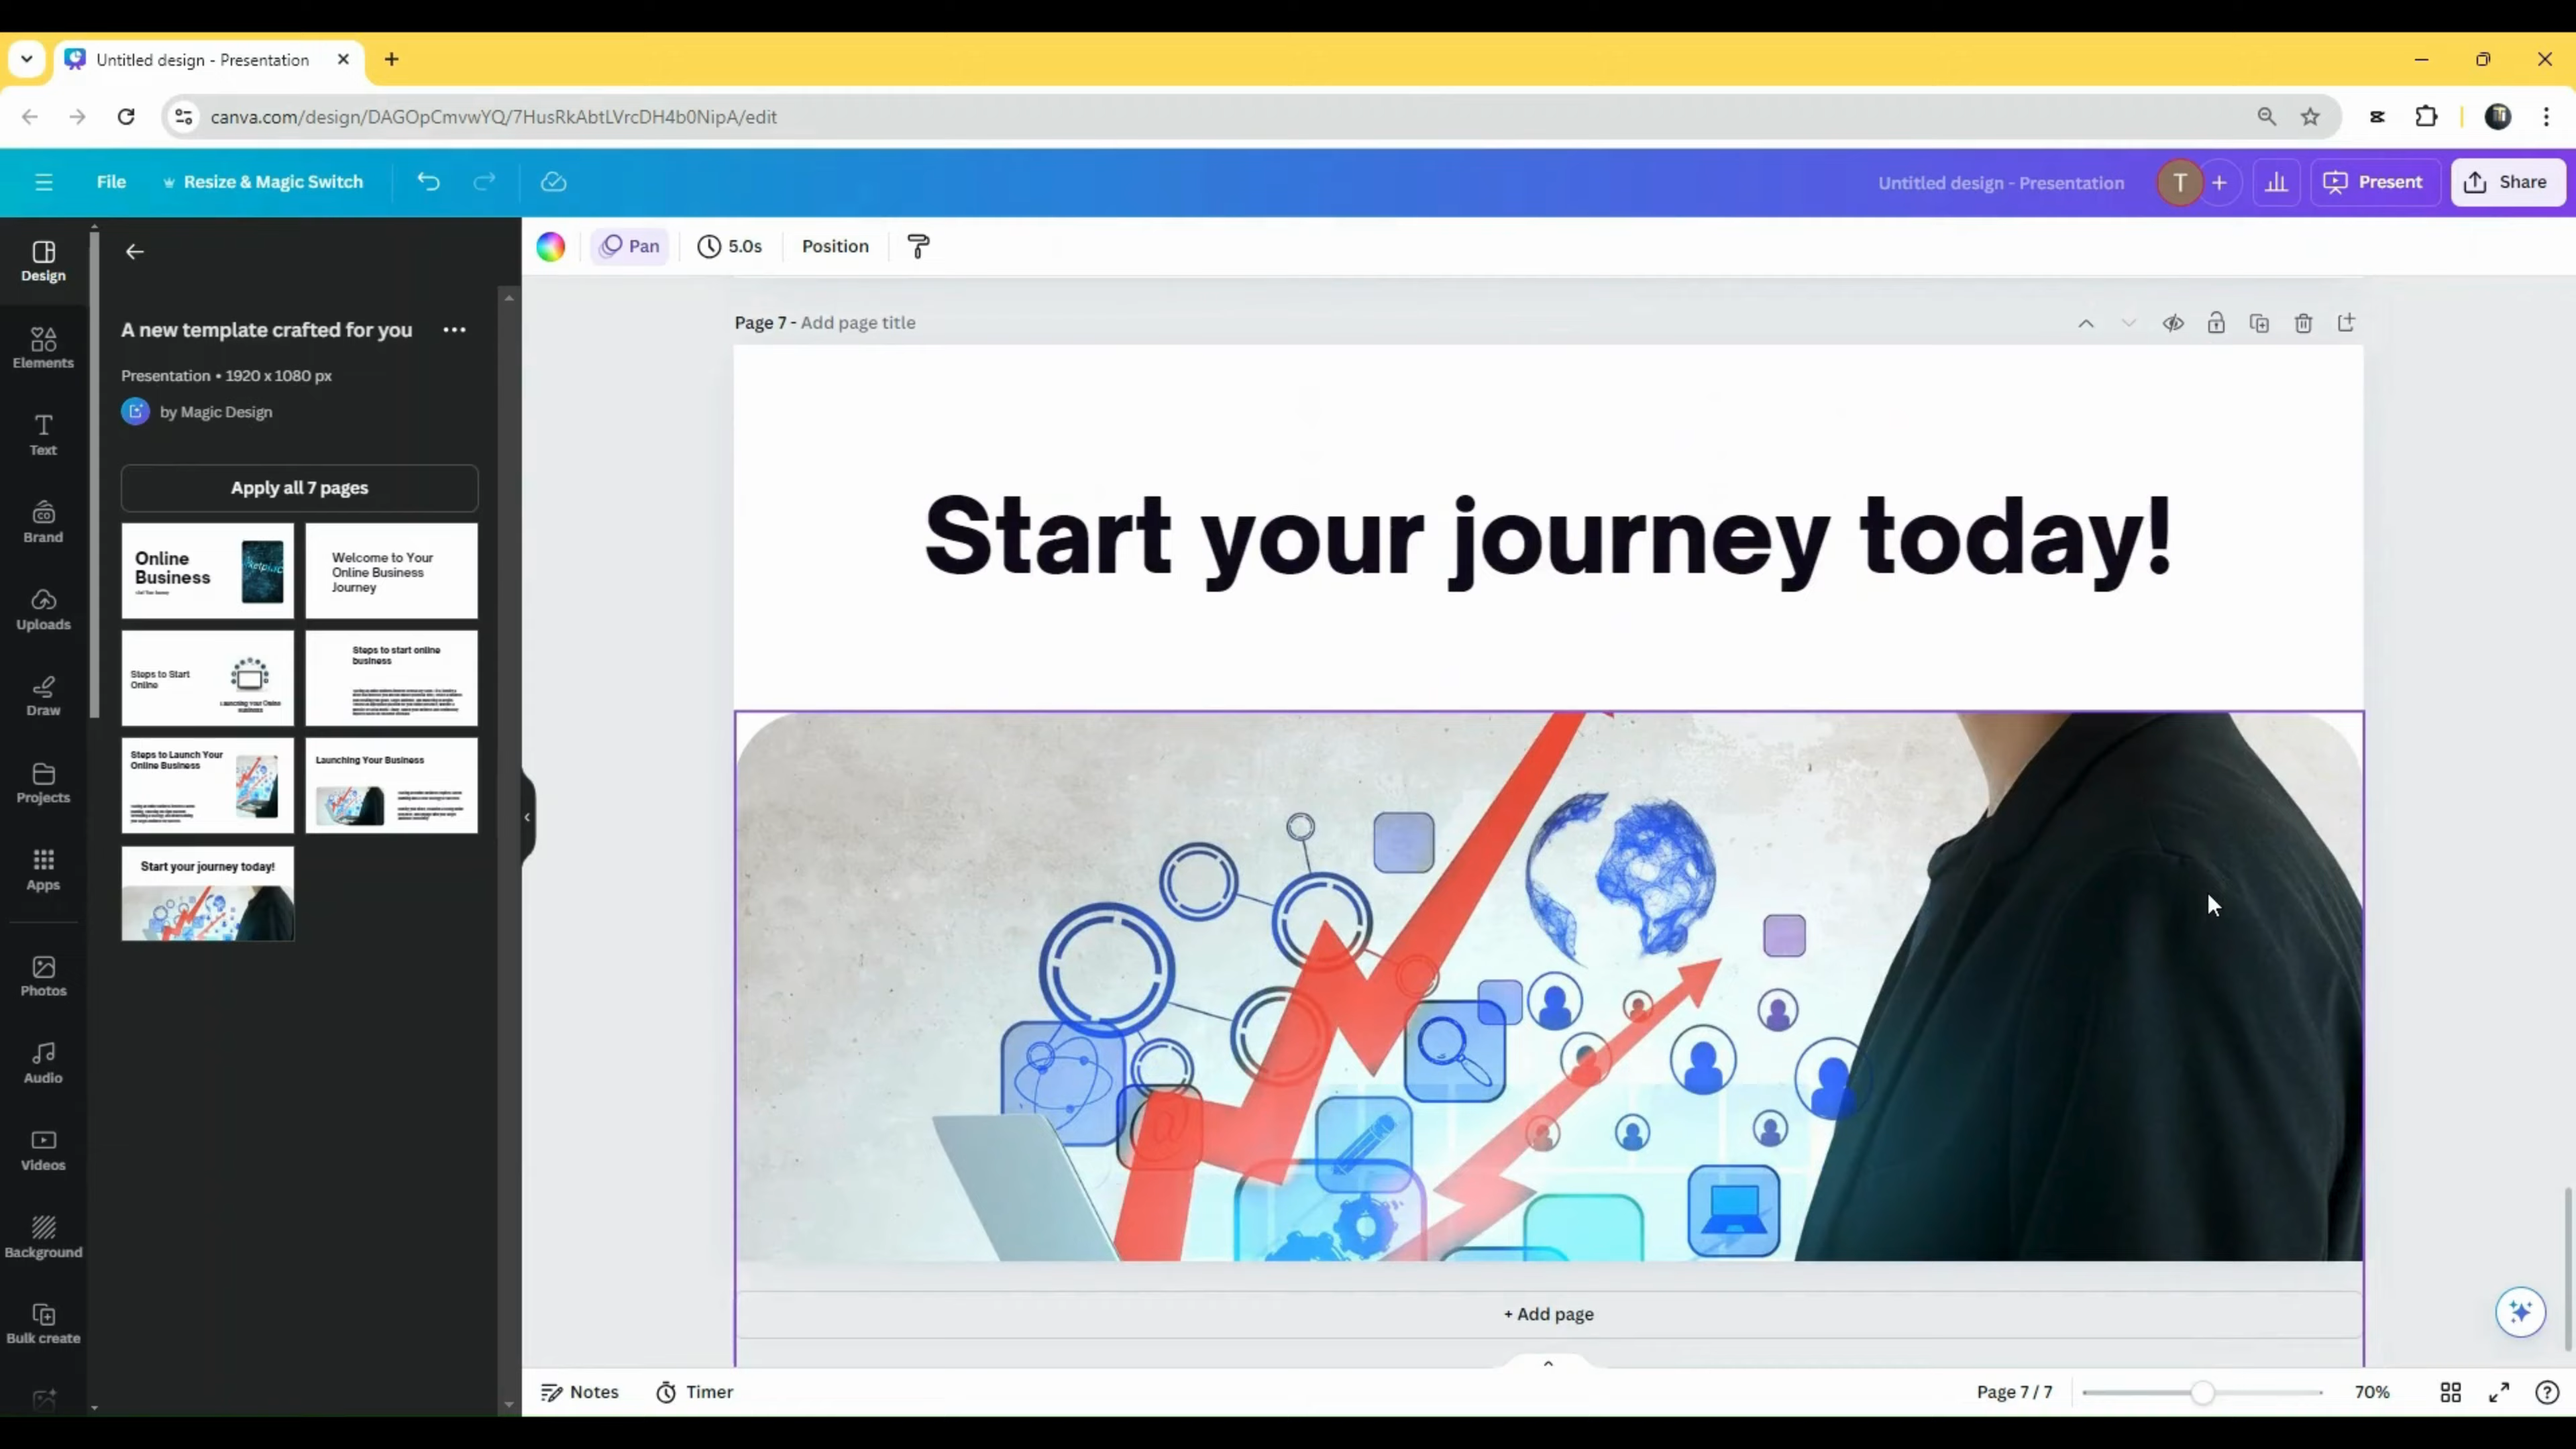 Untitled design - Presentation
canva.com/design/DAGOpCmvwYQ/7HusRkAbtLVrcDH4b0NipA/edit
File
Resize & Magic Switch
Untitled design - Presentation
T
Present
Share
Design
Elements
Text
Brand
Uploads
Draw
Projects
Apps
Photos
Audio
Videos
Background
Bulk create
A new template crafted for you
Presentation • 1920 x 1080 px
by Magic Design
Apply all 7 pages
Online
Business
Welcome to Your
Online Business
Journey
Steps to Start
Online
Launching Your Online
Business
Steps to start online
business
Steps to Launch Your
Online Business
Launching Your Business
Start your journey today!
Pan
5.0s
Position
Page 7 - Add page title
Start your journey today!
@
+ Add page
Notes
Timer
Page 7 / 7
70%